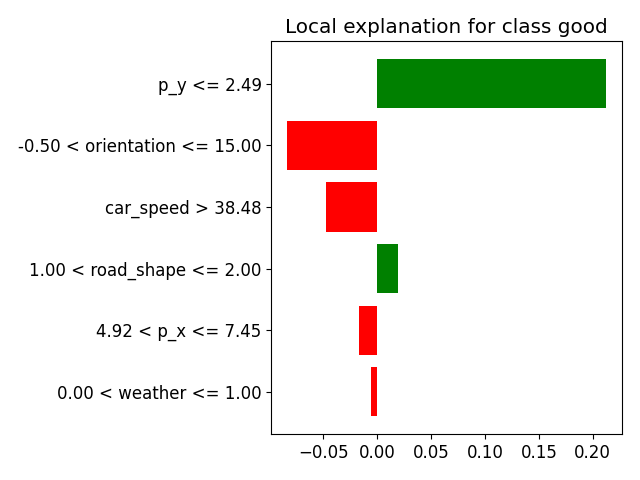 Local explanation for class good
p_y <= 2.49
-0.50 < orientation <= 15.00
car_speed > 38.48
1.00 < road_shape <= 2.00
4.92 < p_x <= 7.45
0.00 < weather <= 1.00
−0.05 0.00 0.05 0.10 0.15 0.20